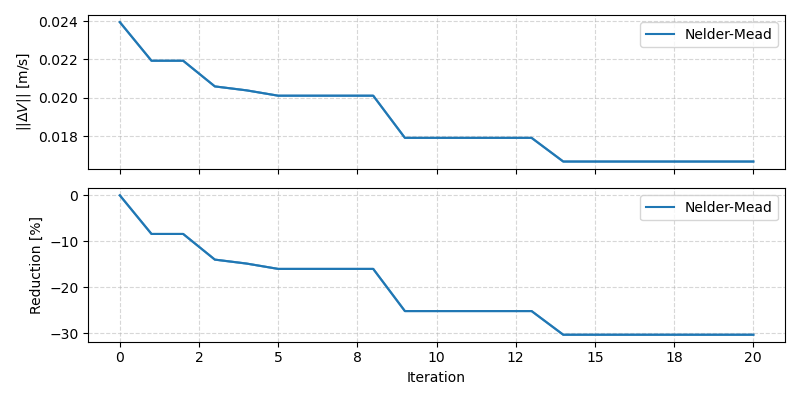 0.024
0.022
0.020
0.018
||ΔV|| [m/s]
Nelder-Mead
0
−10
−20
−30
Reduction [%]
Nelder-Mead
0 2 5 8 10 12 15 18 20
Iteration